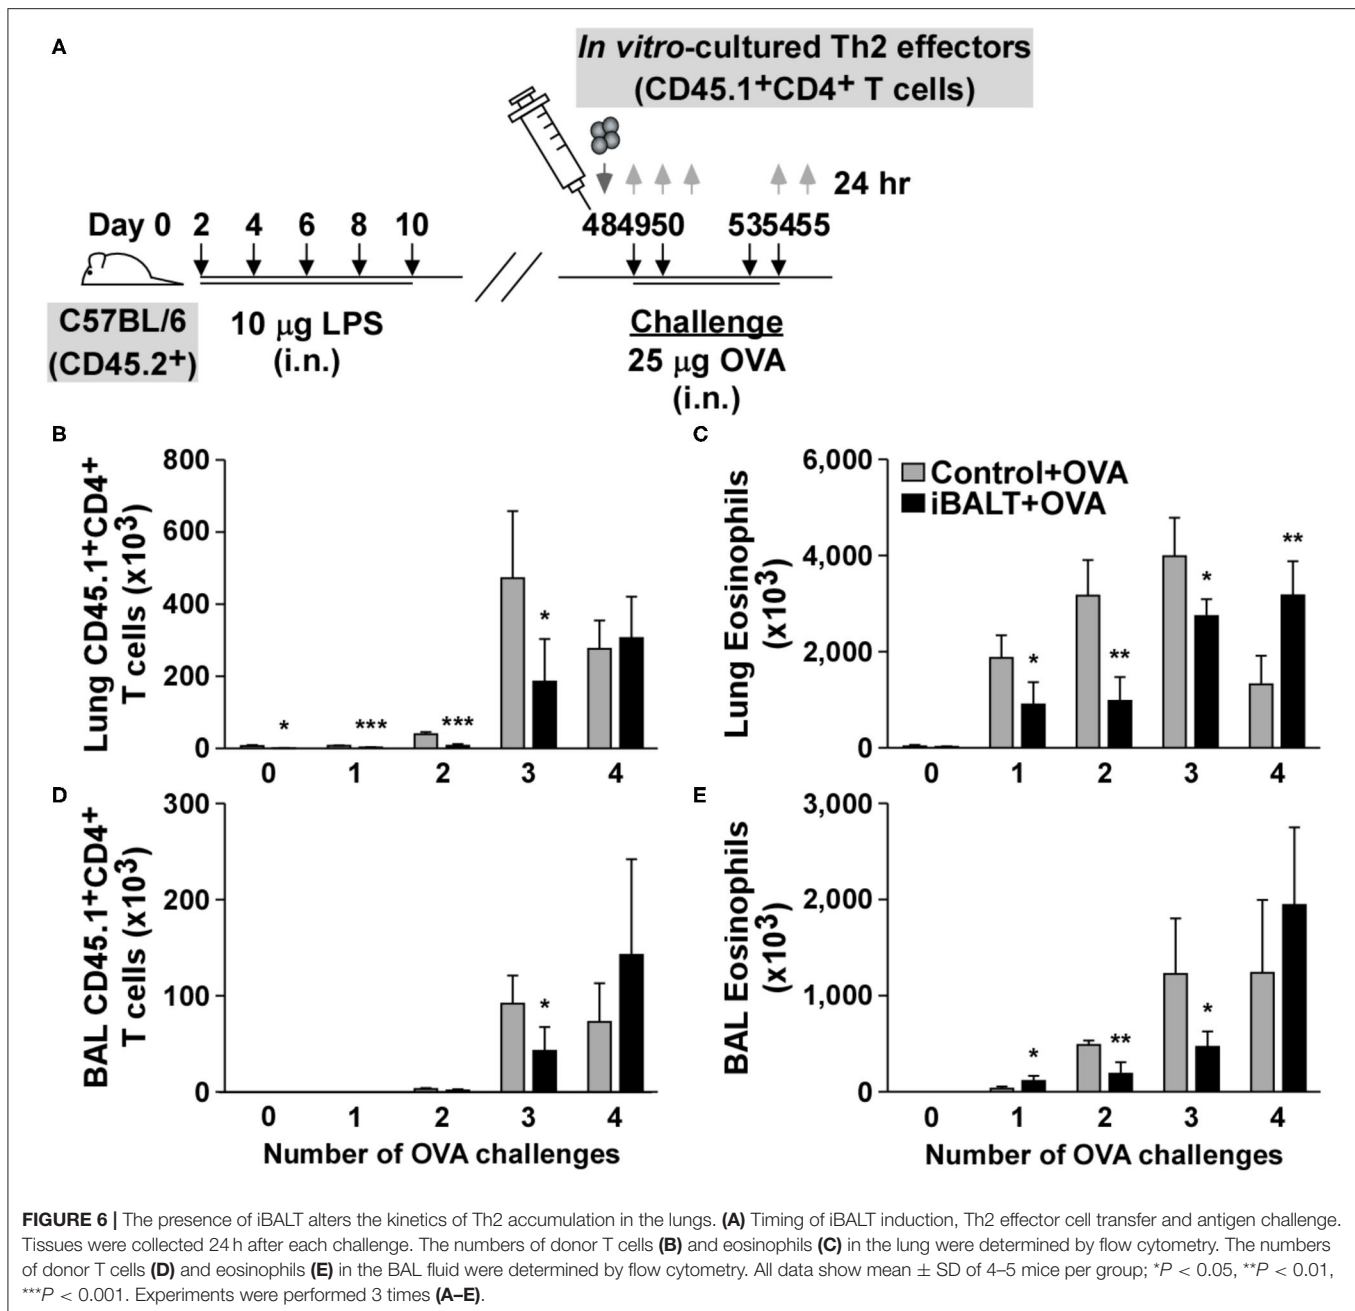 A
In vitro-cultured Th2 effectors
(CD45.1+CD4+ T cells)
24 hr
Day 0 2 4 6 8 10 484950 535455
C57BL/6
(CD45.2+)
10 µg LPS
(i.n.)
Challenge
25 µg OVA
(i.n.)
B
Lung CD45.1+CD4+
T cells (x103)
800
600
400
200
0
* *** *** *
0 1 2 3 4
C
Lung Eosinophils
(x103)
6,000
4,000
2,000
0
Control+OVA
iBALT+OVA
* ** * **
0 1 2 3 4
D
BAL CD45.1+CD4+
T cells (x103)
300
200
100
0
*
0 1 2 3 4
Number of OVA challenges
E
BAL Eosinophils
(x103)
3,000
2,000
1,000
0
* ** *
0 1 2 3 4
Number of OVA challenges
FIGURE 6 | The presence of iBALT alters the kinetics of Th2 accumulation in the lungs. (A) Timing of iBALT induction, Th2 effector cell transfer and antigen challenge.
Tissues were collected 24 h after each challenge. The numbers of donor T cells (B) and eosinophils (C) in the lung were determined by flow cytometry. The numbers
of donor T cells (D) and eosinophils (E) in the BAL fluid were determined by flow cytometry. All data show mean ± SD of 4–5 mice per group; *P < 0.05, **P < 0.01,
***P < 0.001. Experiments were performed 3 times (A–E).